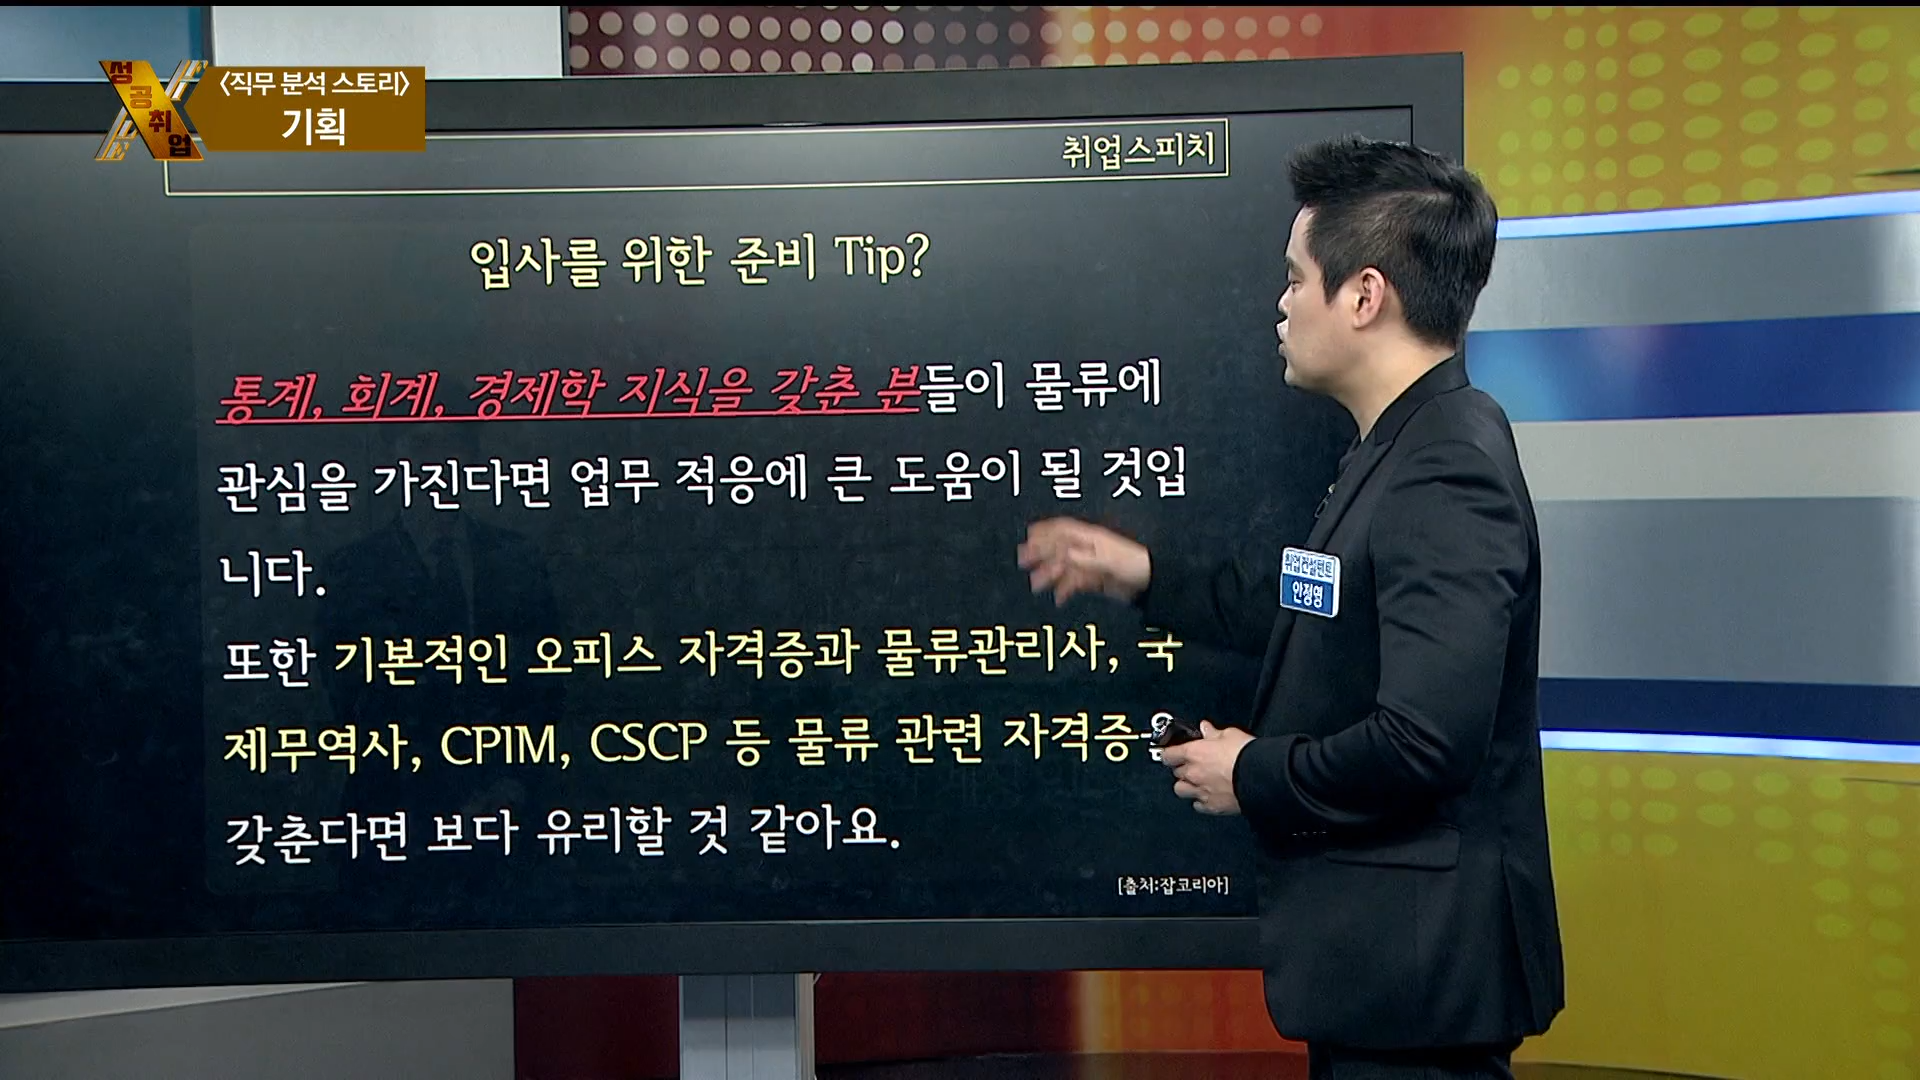 성공취업
<직무 분석 스토리>
기획
취업스피치
입사를 위한 준비 Tip?
통계, 회계, 경제학 지식을 갖춘 분들이 물류에
관심을 가진다면 업무 적응에 큰 도움이 될 것입
니다.
또한 기본적인 오피스 자격증과 물류관리사, 국
제무역사, CPIM, CSCP 등 물류 관련 자격증을
갖춘다면 보다 유리할 것 같아요.
[출처:잡코리아]
취업컨설턴트
안정영